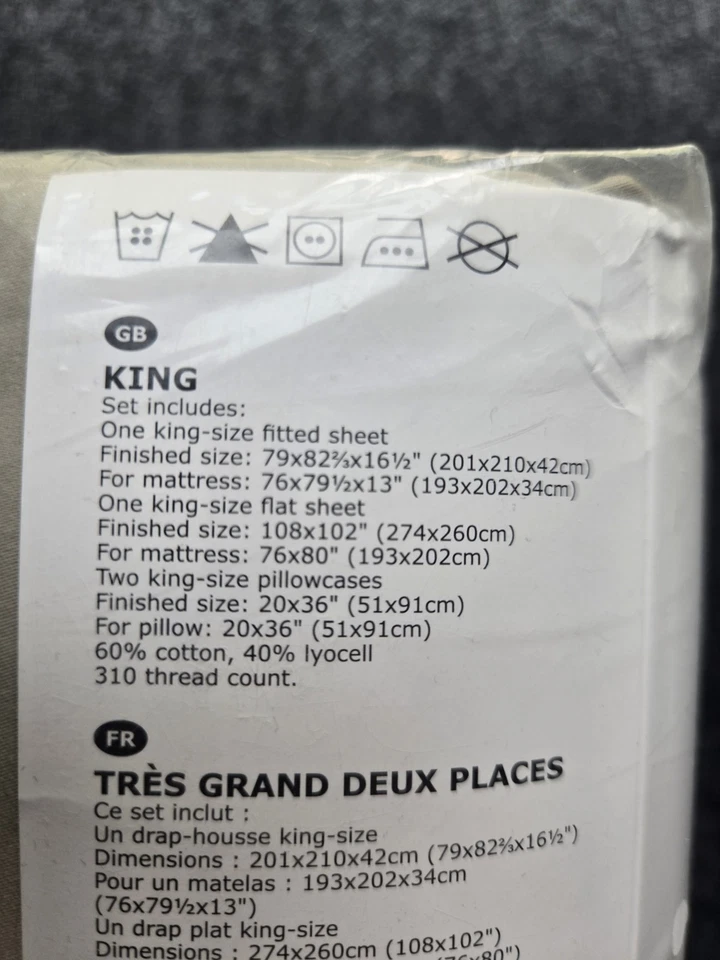 GB
KING
Set includes:
One king-size fitted sheet
Finished size: 79x82⅔x16½" (201x210x42cm)
For mattress: 76x79½x13" (193x202x34cm)
One king-size flat sheet
Finished size: 108x102" (274x260cm)
For mattress: 76x80" (193x202cm)
Two king-size pillowcases
Finished size: 20x36" (51x91cm)
For pillow: 20x36" (51x91cm)
60% cotton, 40% lyocell
310 thread count.
FR
TRÈS GRAND DEUX PLACES
Ce set inclut :
Un drap-housse king-size
Dimensions : 201x210x42cm (79x82⅔x16½")
Pour un matelas : 193x202x34cm
(76x79½x13")
Un drap plat king-size
Dimensions : 274x260cm (108x102")